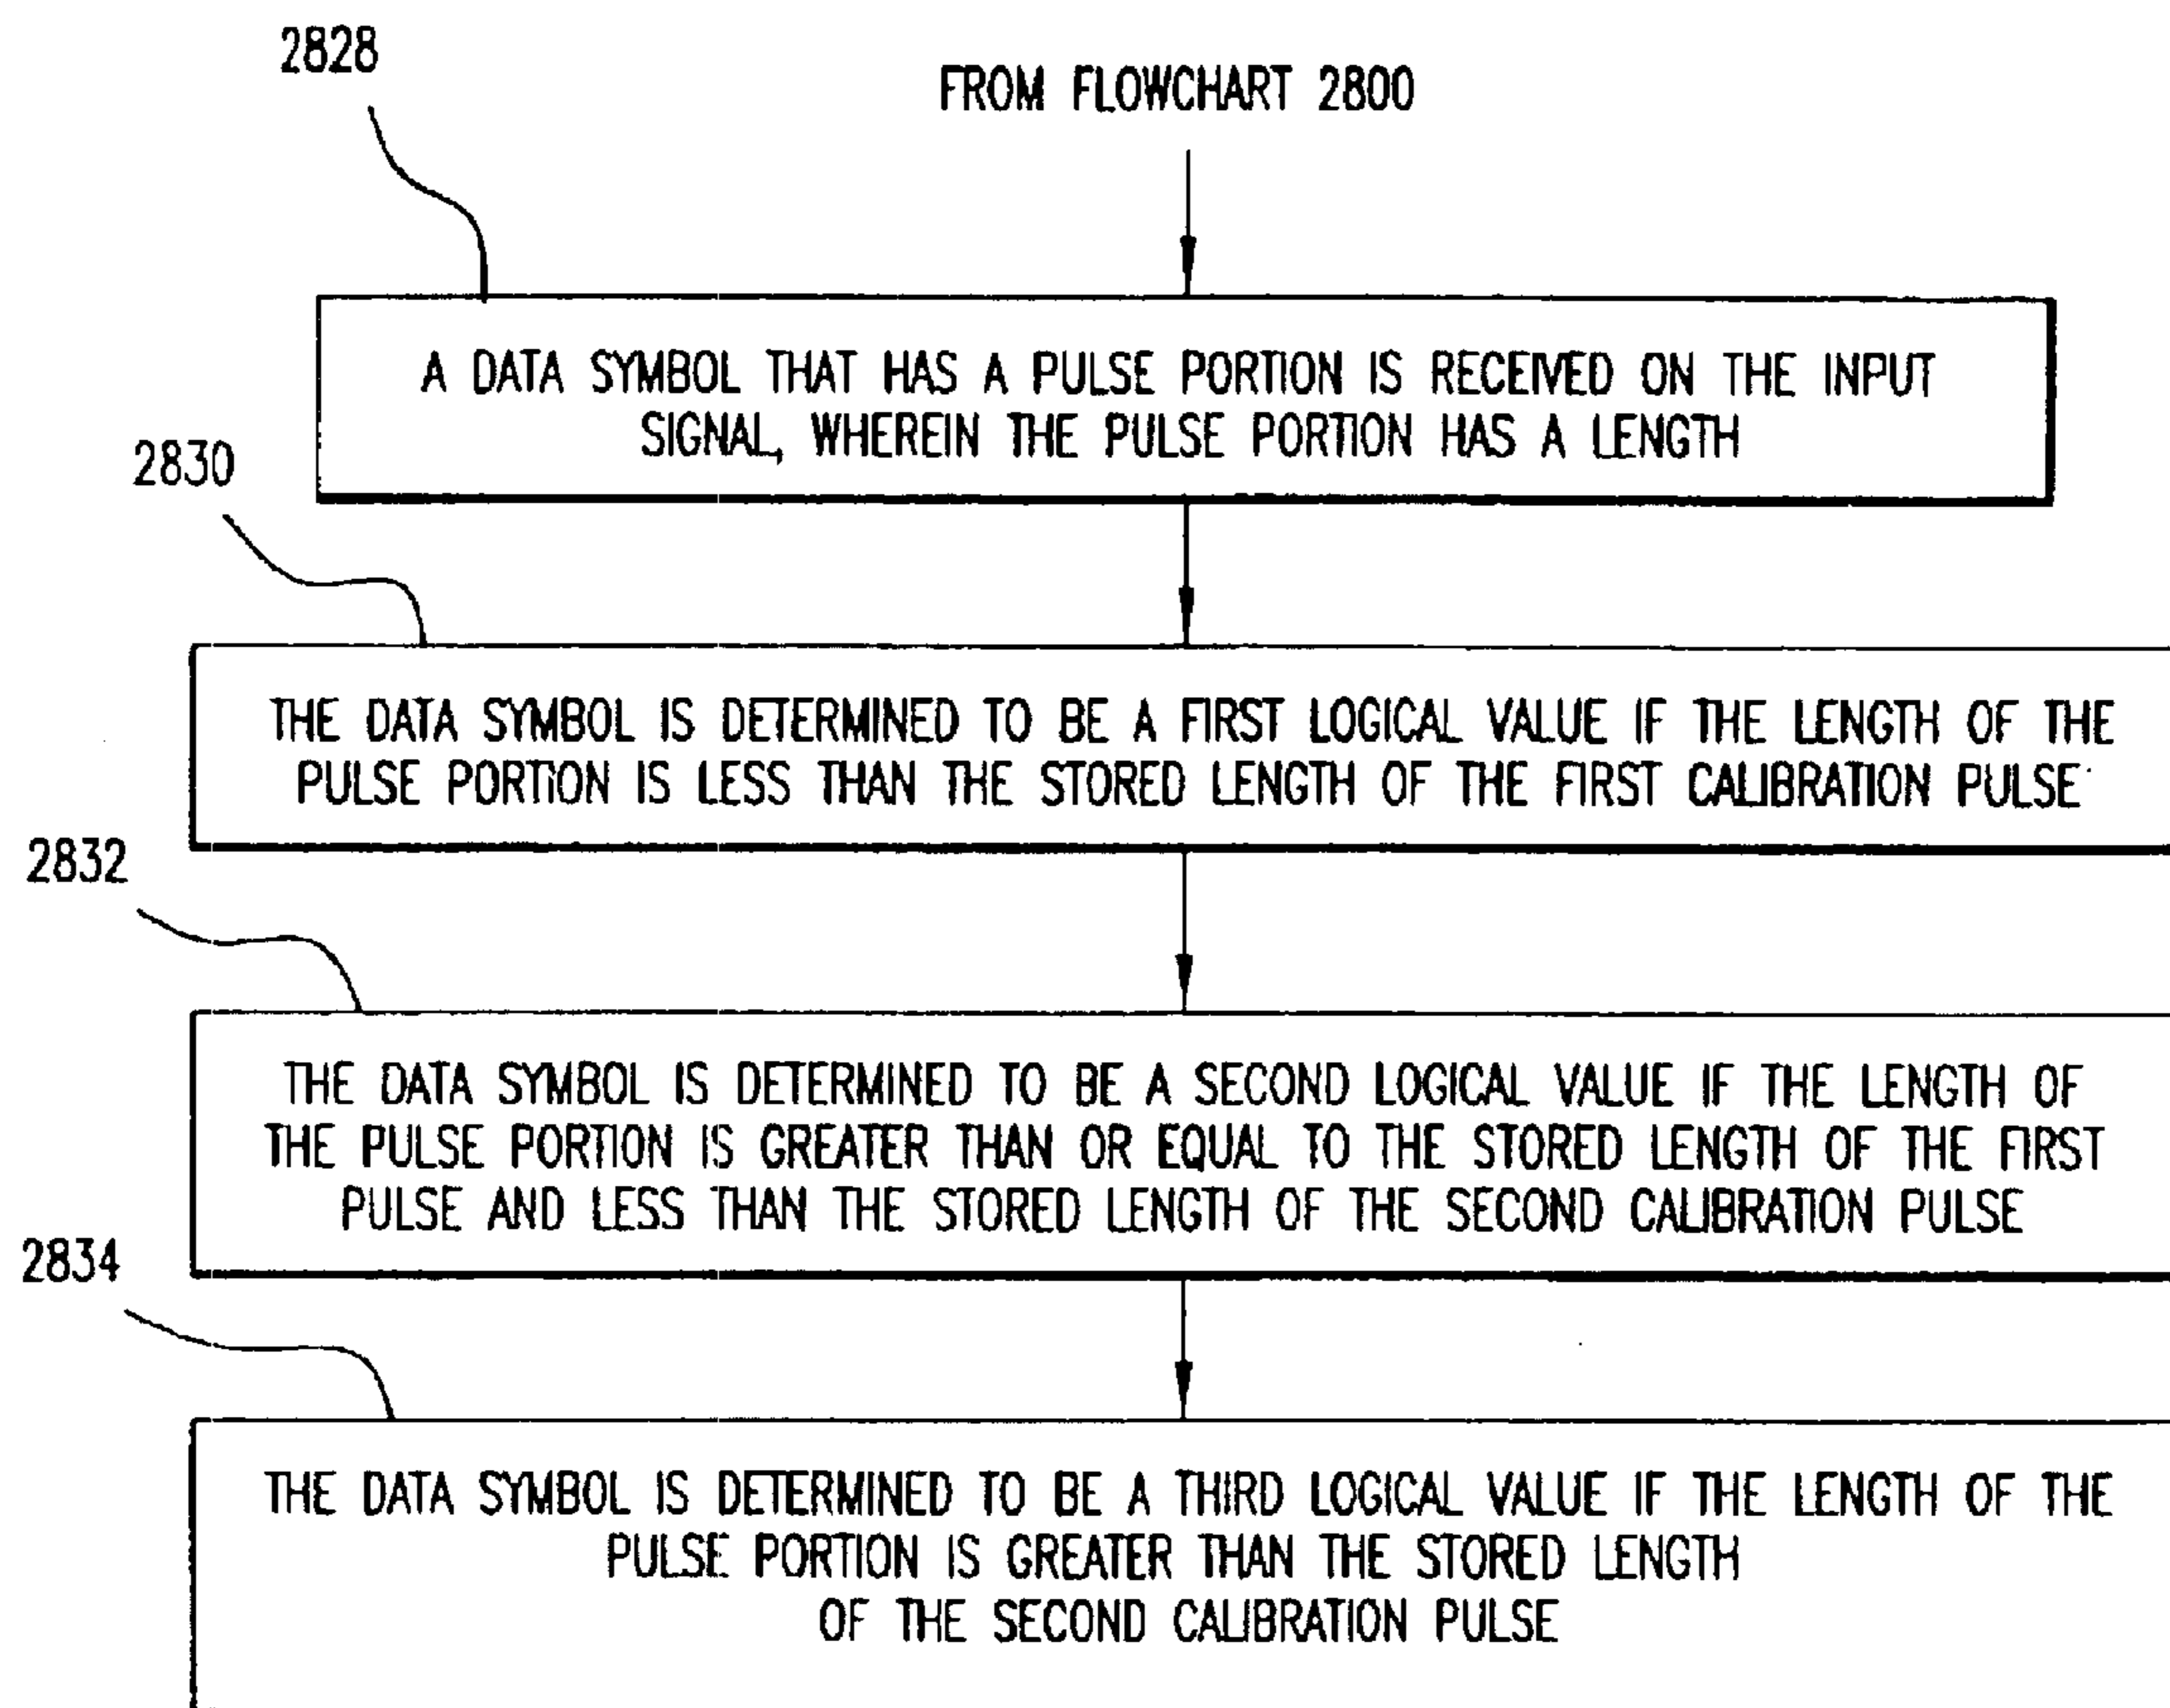 2828
FROM FLOWCHART 2800
A DATA SYMBOL THAT HAS A PULSE PORTION IS RECEIVED ON THE INPUT
SIGNAL, WHEREIN THE PULSE PORTION HAS A LENGTH
2830
THE DATA SYMBOL IS DETERMINED TO BE A FIRST LOGICAL VALUE IF THE LENGTH OF THE
PULSE PORTION IS LESS THAN THE STORED LENGTH OF THE FIRST CALIBRATION PULSE
2832
THE DATA SYMBOL IS DETERMINED TO BE A SECOND LOGICAL VALUE IF THE LENGTH OF
THE PULSE PORTION IS GREATER THAN OR EQUAL TO THE STORED LENGTH OF THE FIRST
PULSE AND LESS THAN THE STORED LENGTH OF THE SECOND CALIBRATION PULSE
2834
THE DATA SYMBOL IS DETERMINED TO BE A THIRD LOGICAL VALUE IF THE LENGTH OF THE
PULSE PORTION IS GREATER THAN THE STORED LENGTH
OF THE SECOND CALIBRATION PULSE